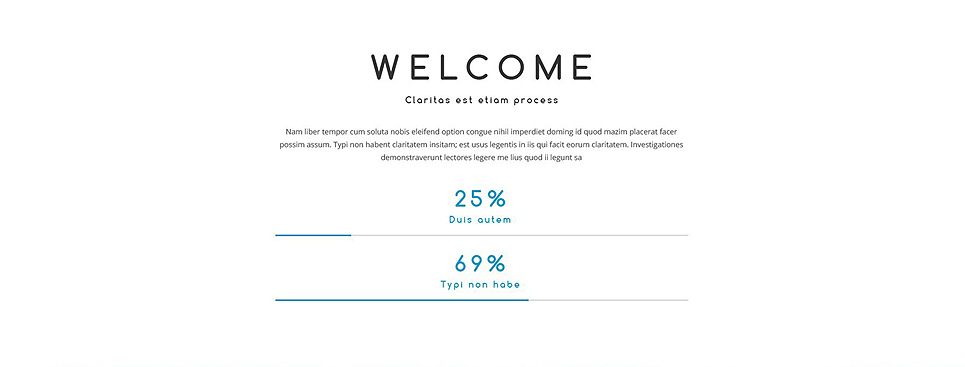 WELCOME
Claritas est etiam process
Nam liber tempor cum soluta nobis eleifend option congue nihil imperdiet doming id quod mazim placerat facer
possim assum. Typi non habent claritatem insitam; est usus legentis in iis qui facit eorum claritatem. Investigationes
demonstraverunt lectores legere me lius quod ii legunt sa
25%
Duis autem
69%
Typi non habe